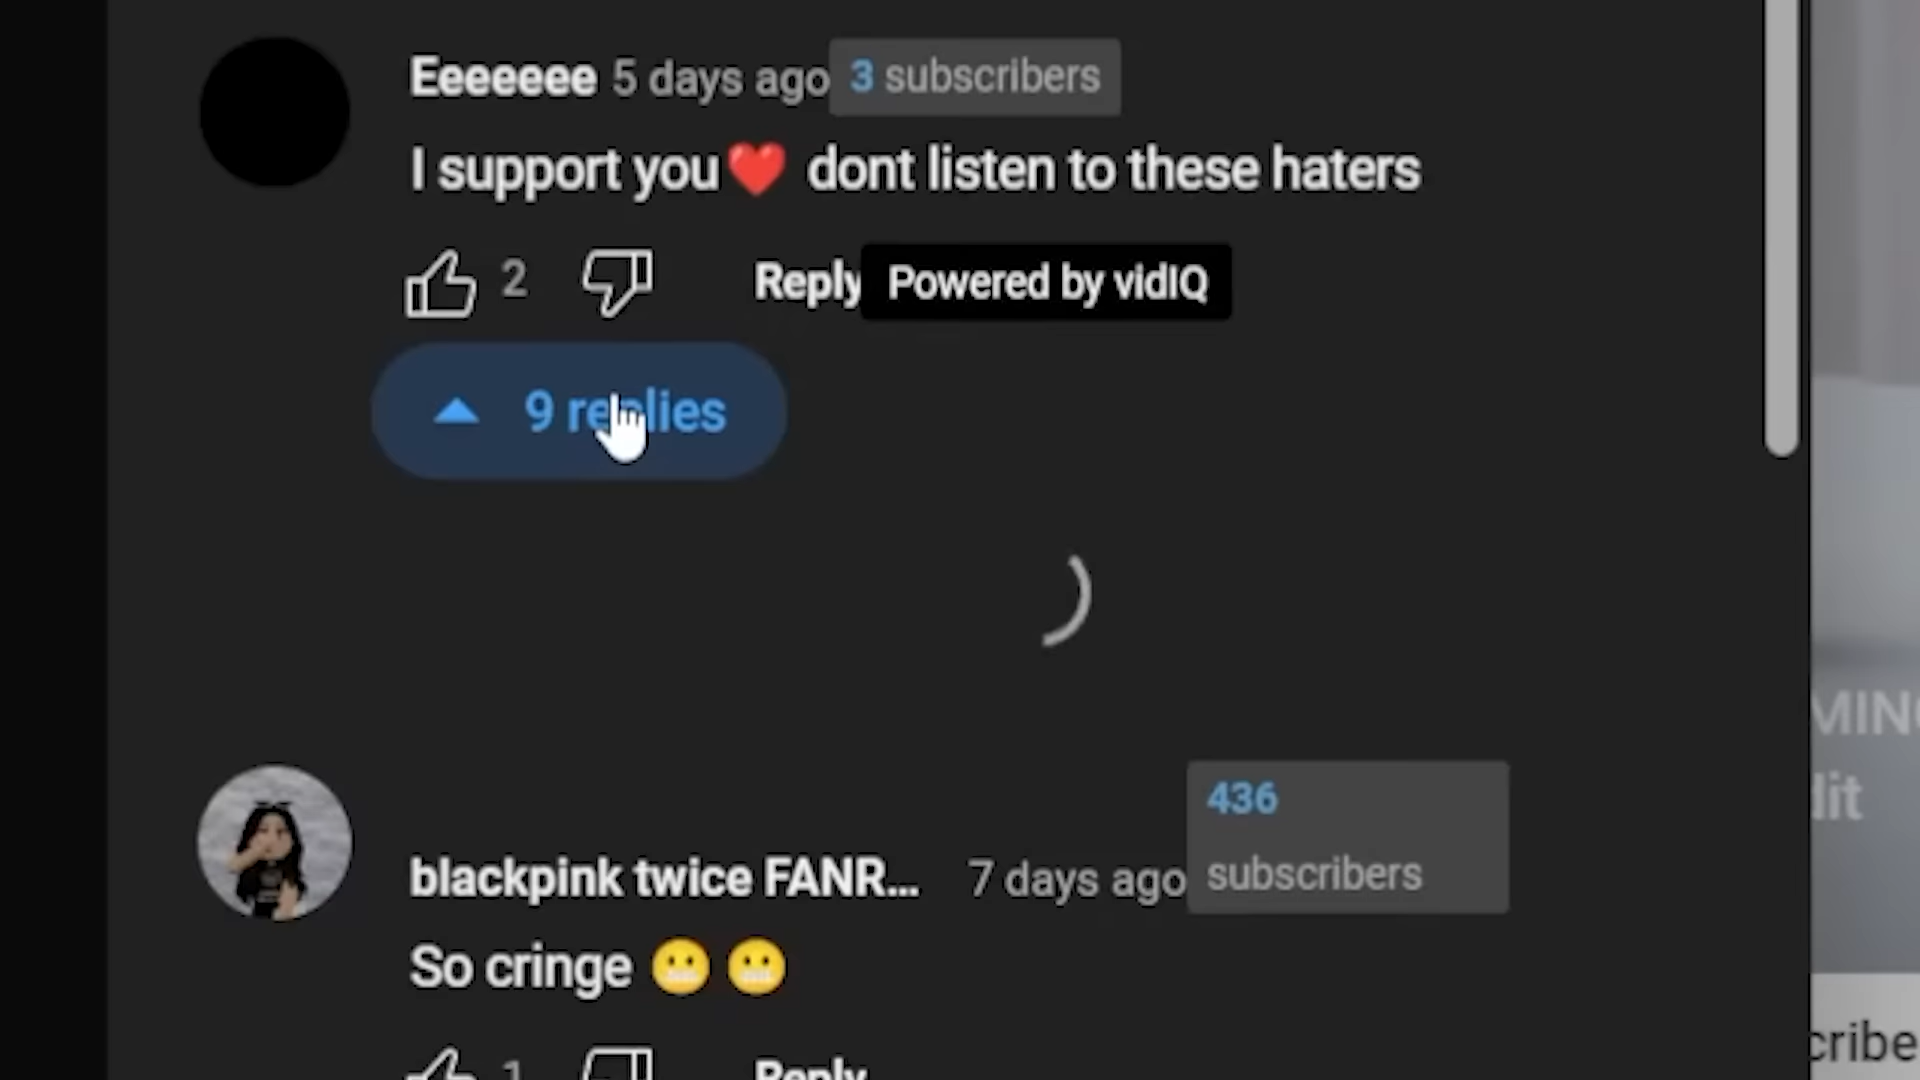 Eeeeeee 5 days ago 3 subscribers
I support you❤️ dont listen to these haters
2 Reply Powered by vidIQ
9 replies
436
blackpink twice FANR... 7 days ago subscribers
So cringe 😬 😬
1 Reply